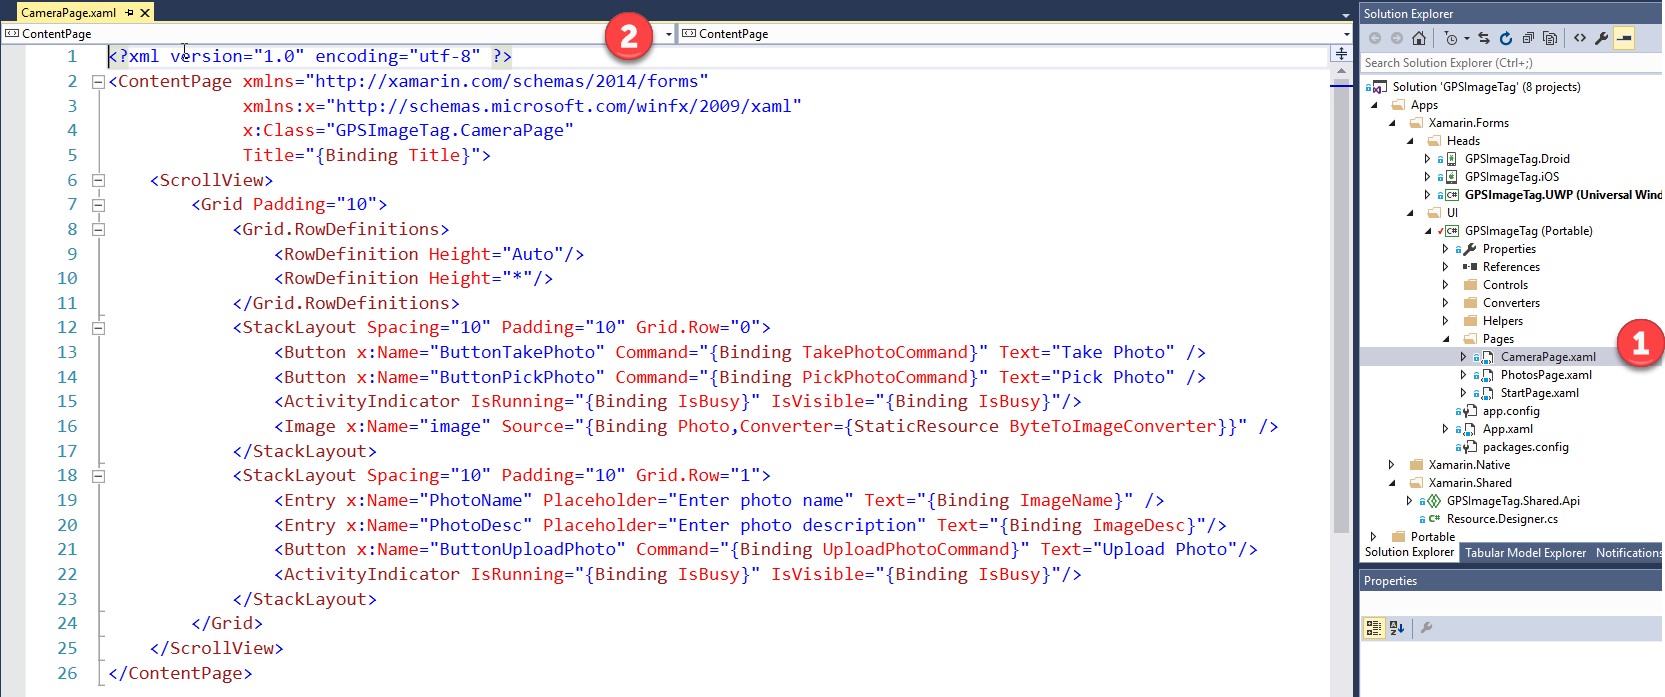 CameraPage.xaml
ContentPage
2
ContentPage
1 <?xml version="1.0" encoding="utf-8" ?>
2 <ContentPage xmlns="http://xamarin.com/schemas/2014/forms"
3 xmlns:x="http://schemas.microsoft.com/winfx/2009/xaml"
4 x:Class="GPSImageTag.CameraPage"
5 Title="{Binding Title}">
6 <ScrollView>
7 <Grid Padding="10">
8 <Grid.RowDefinitions>
9 <RowDefinition Height="Auto"/>
10 <RowDefinition Height="*"/>
11 </Grid.RowDefinitions>
12 <StackLayout Spacing="10" Padding="10" Grid.Row="0">
13 <Button x:Name="ButtonTakePhoto" Command="{Binding TakePhotoCommand}" Text="Take Photo" />
14 <Button x:Name="ButtonPickPhoto" Command="{Binding PickPhotoCommand}" Text="Pick Photo" />
15 <ActivityIndicator IsRunning="{Binding IsBusy}" IsVisible="{Binding IsBusy}"/>
16 <Image x:Name="image" Source="{Binding Photo,Converter={StaticResource ByteToImageConverter}}" />
17 </StackLayout>
18 <StackLayout Spacing="10" Padding="10" Grid.Row="1">
19 <Entry x:Name="PhotoName" Placeholder="Enter photo name" Text="{Binding ImageName}" />
20 <Entry x:Name="PhotoDesc" Placeholder="Enter photo description" Text="{Binding ImageDesc}"/>
21 <Button x:Name="ButtonUploadPhoto" Command="{Binding UploadPhotoCommand}" Text="Upload Photo"/>
22 <ActivityIndicator IsRunning="{Binding IsBusy}" IsVisible="{Binding IsBusy}"/>
23 </StackLayout>
24 </Grid>
25 </ScrollView>
26 </ContentPage>
Solution Explorer
Search Solution Explorer (Ctrl+;)
Solution 'GPSImageTag' (8 projects)
Apps
Xamarin.Forms
Heads
GPSImageTag.Droid
GPSImageTag.iOS
C# GPSImageTag.UWP (Universal Wind
UI
C# GPSImageTag (Portable)
Properties
References
Controls
Converters
Helpers
Pages
CameraPage.xaml
1
PhotosPage.xaml
StartPage.xaml
app.config
App.xaml
packages.config
Xamarin.Native
Xamarin.Shared
GPSImageTag.Shared.Api
C# Resource.Designer.cs
Portable
Solution Explorer Tabular Model Explorer Notifications
Properties